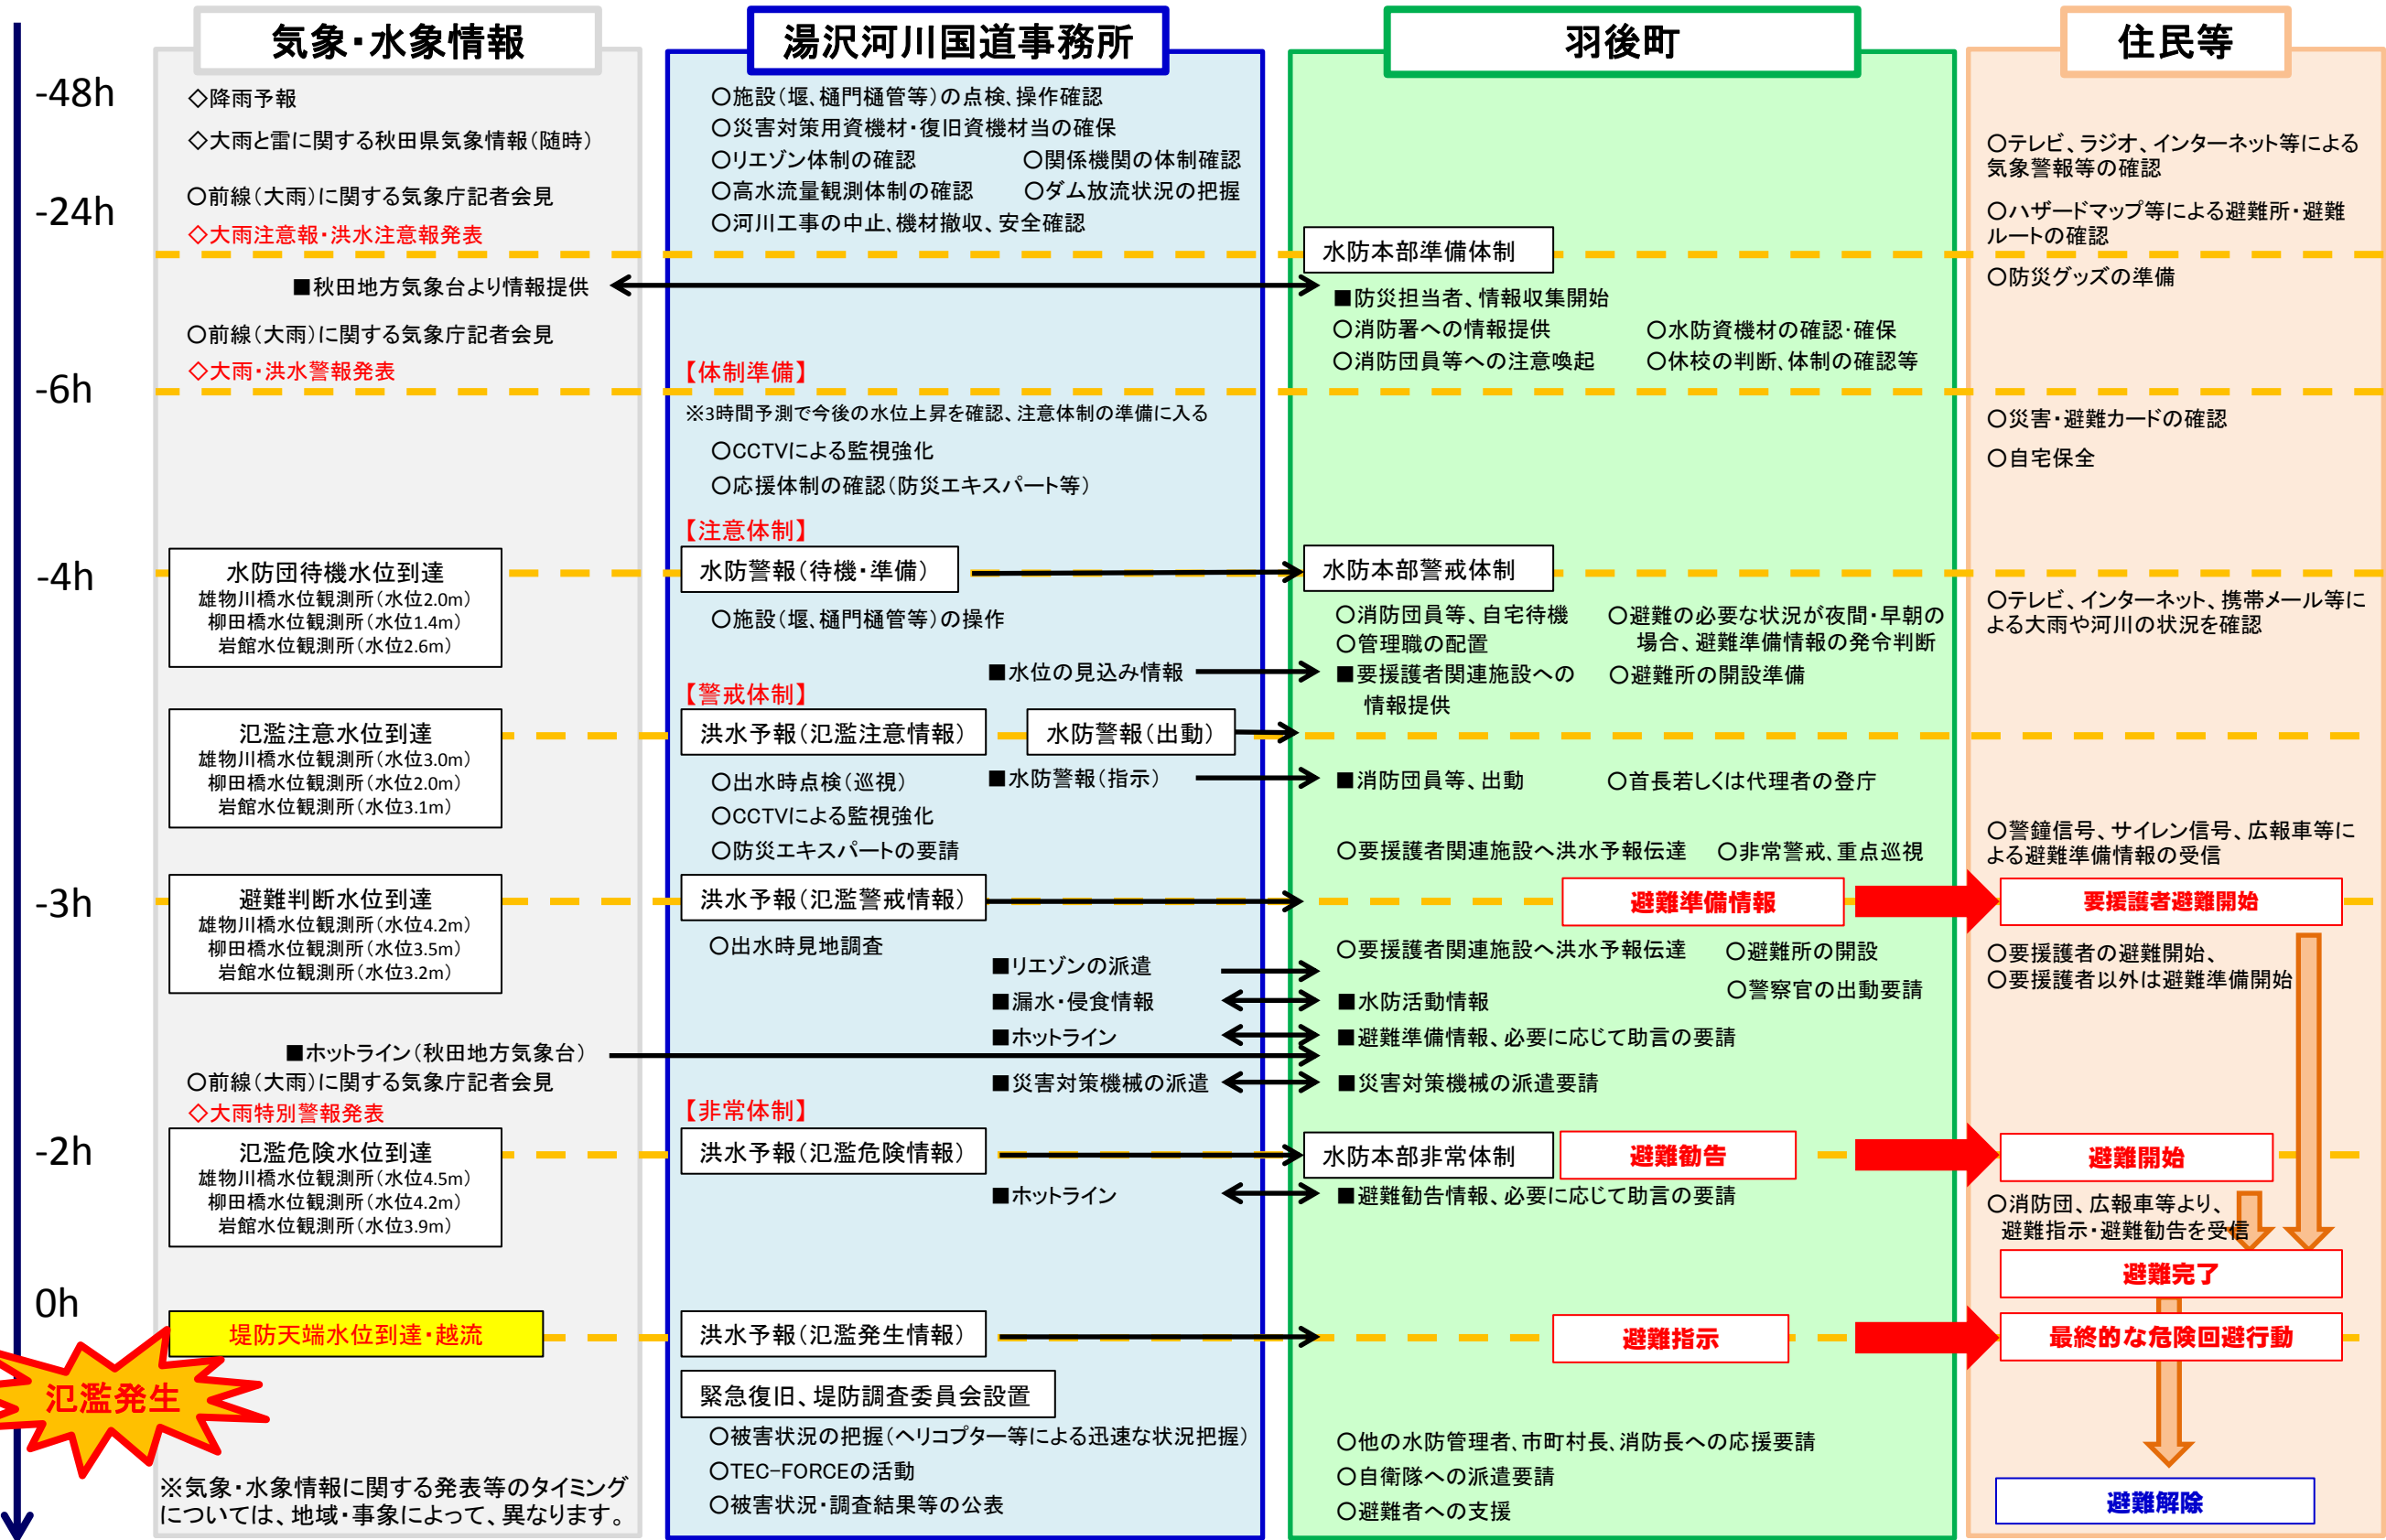 気象・水象情報
湯沢河川国道事務所
羽後町
住民等
-48h
-24h
-6h
-4h
-3h
-2h
0h
氾濫発生
◇降雨予報
◇大雨と雷に関する秋田県気象情報(随時)
○前線(大雨)に関する気象庁記者会見
◇大雨注意報・洪水注意報発表
■秋田地方気象台より情報提供
○前線(大雨)に関する気象庁記者会見
◇大雨・洪水警報発表
水防団待機水位到達
雄物川橋水位観測所(水位2.0m)
柳田橋水位観測所(水位1.4m)
岩館水位観測所(水位2.6m)
氾濫注意水位到達
雄物川橋水位観測所(水位3.0m)
柳田橋水位観測所(水位2.0m)
岩館水位観測所(水位3.1m)
避難判断水位到達
雄物川橋水位観測所(水位4.2m)
柳田橋水位観測所(水位3.5m)
岩館水位観測所(水位3.2m)
■ホットライン(秋田地方気象台)
○前線(大雨)に関する気象庁記者会見
◇大雨特別警報発表
氾濫危険水位到達
雄物川橋水位観測所(水位4.5m)
柳田橋水位観測所(水位4.2m)
岩館水位観測所(水位3.9m)
堤防天端水位到達・越流
※気象・水象情報に関する発表等のタイミング
については、地域・事象によって、異なります。
○施設(堰、樋門樋管等)の点検、操作確認
○災害対策用資機材・復旧資機材当の確保
○リエゾン体制の確認 ○関係機関の体制確認
○高水流量観測体制の確認 ○ダム放流状況の把握
○河川工事の中止、機材撤収、安全確認
【体制準備】
※3時間予測で今後の水位上昇を確認、注意体制の準備に入る
○CCTVによる監視強化
○応援体制の確認(防災エキスパート等)
【注意体制】
水防警報(待機・準備)
○施設(堰、樋門樋管等)の操作
■水位の見込み情報
【警戒体制】
洪水予報(氾濫注意情報) 水防警報(出動)
○出水時点検(巡視) ■水防警報(指示)
○CCTVによる監視強化
○防災エキスパートの要請
洪水予報(氾濫警戒情報)
○出水時見地調査
■リエゾンの派遣
■漏水・侵食情報
■ホットライン
■災害対策機械の派遣
【非常体制】
洪水予報(氾濫危険情報)
■ホットライン
洪水予報(氾濫発生情報)
緊急復旧、堤防調査委員会設置
○被害状況の把握(ヘリコプター等による迅速な状況把握)
○TEC-FORCEの活動
○被害状況・調査結果等の公表
水防本部準備体制
■防災担当者、情報収集開始
○消防署への情報提供 ○水防資機材の確認・確保
○消防団員等への注意喚起 ○休校の判断、体制の確認等
水防本部警戒体制
○消防団員等、自宅待機 ○避難の必要な状況が夜間・早朝の
○管理職の配置 場合、避難準備情報の発令判断
■要援護者関連施設への ○避難所の開設準備
情報提供
■消防団員等、出動 ○首長若しくは代理者の登庁
○要援護者関連施設へ洪水予報伝達 ○非常警戒、重点巡視
避難準備情報
○要援護者関連施設へ洪水予報伝達 ○避難所の開設
○警察官の出動要請
■水防活動情報
■避難準備情報、必要に応じて助言の要請
■災害対策機械の派遣要請
水防本部非常体制 避難勧告
■避難勧告情報、必要に応じて助言の要請
避難指示
○他の水防管理者、市町村長、消防長への応援要請
○自衛隊への派遣要請
○避難者への支援
○テレビ、ラジオ、インターネット等による
気象警報等の確認
○ハザードマップ等による避難所・避難
ルートの確認
○防災グッズの準備
○災害・避難カードの確認
○自宅保全
○テレビ、インターネット、携帯メール等に
よる大雨や河川の状況を確認
○警鐘信号、サイレン信号、広報車等に
よる避難準備情報の受信
要援護者避難開始
○要援護者の避難開始、
○要援護者以外は避難準備開始
避難開始
○消防団、広報車等より、
避難指示・避難勧告を受信
避難完了
最終的な危険回避行動
避難解除